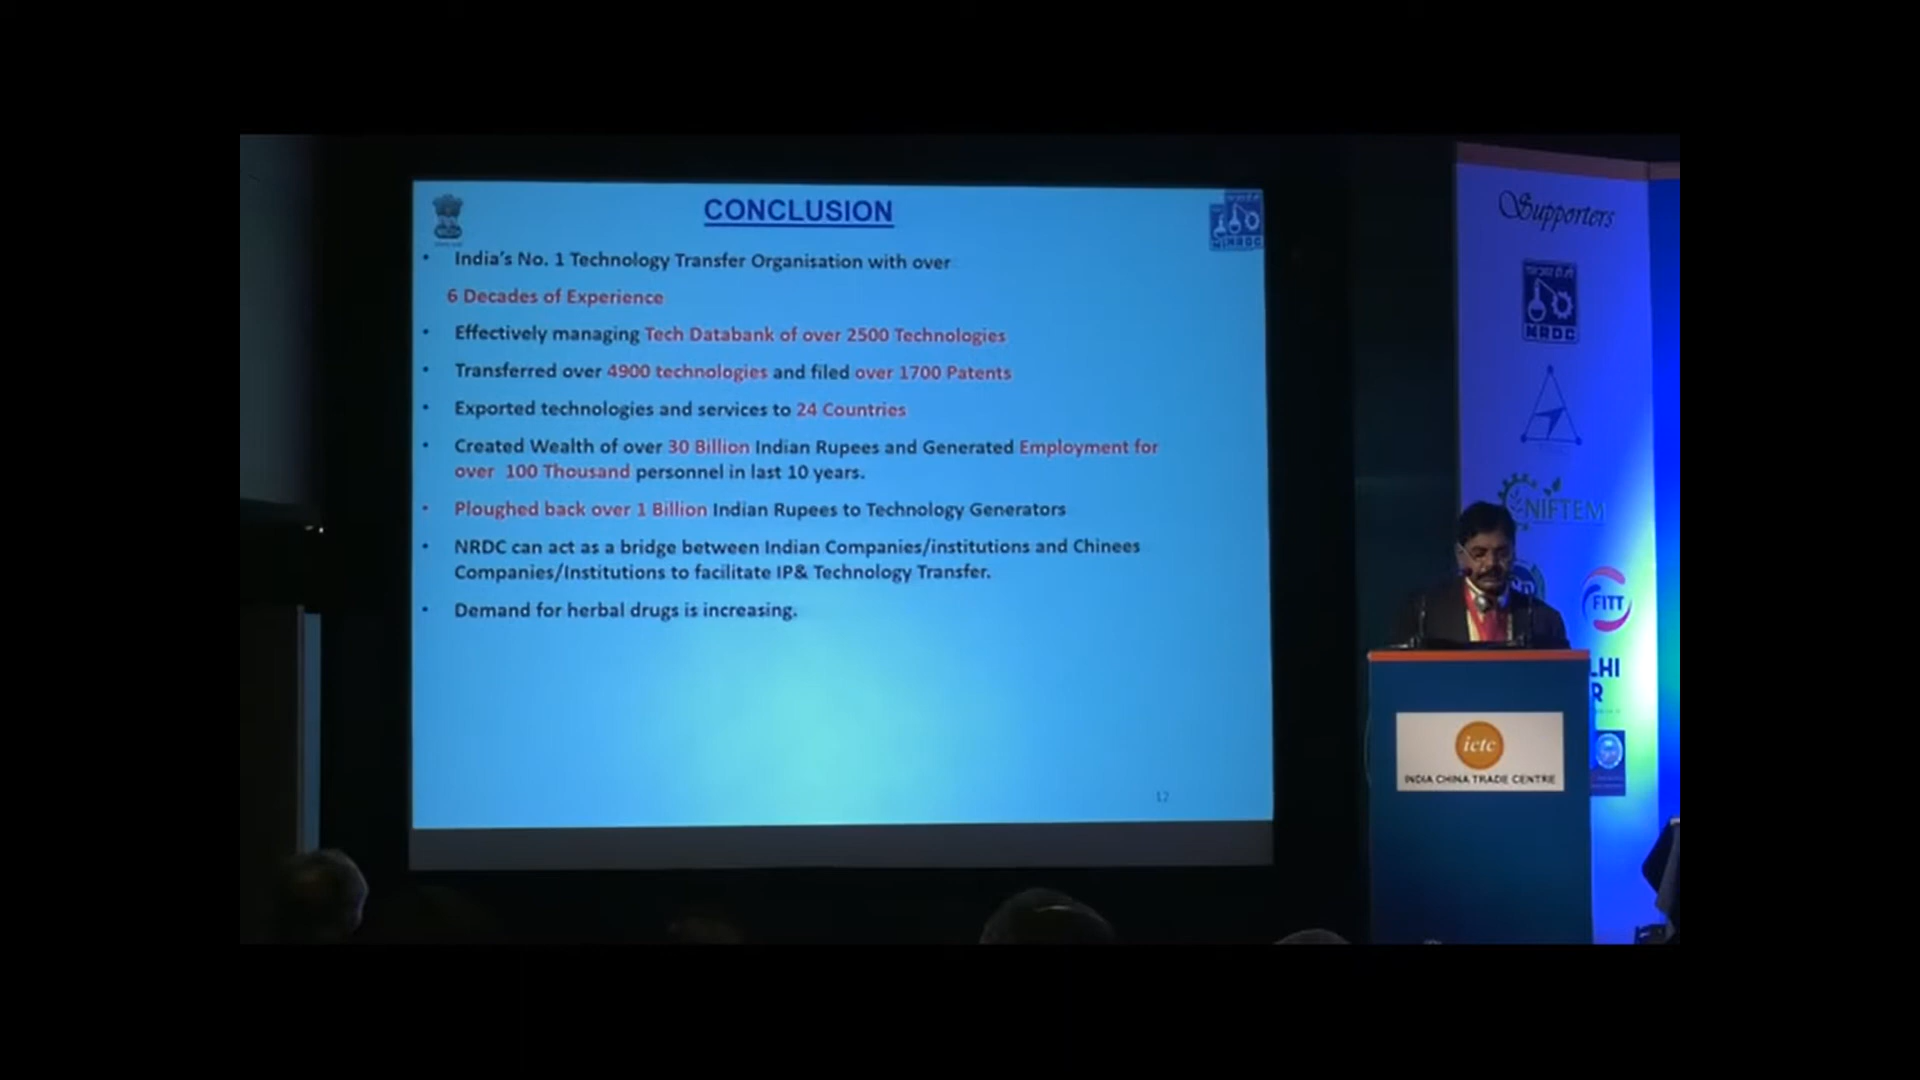 CONCLUSION
• India's No. 1 Technology Transfer Organisation with over
6 Decades of Experience
• Effectively managing Tech Databank of over 2500 Technologies
• Transferred over 4900 technologies and filed over 1700 Patents
• Exported technologies and services to 24 Countries
• Created Wealth of over 30 Billion Indian Rupees and Generated Employment for
over 100 Thousand personnel in last 10 years.
• Ploughed back over 1 Billion Indian Rupees to Technology Generators
• NRDC can act as a bridge between Indian Companies/institutions and Chinees
Companies/Institutions to facilitate IP& Technology Transfer.
• Demand for herbal drugs is increasing.
NRDC
Supporters
NRDC
NIFTEM
FITT
LHI
R
ictc
INDIA CHINA TRADE CENTRE